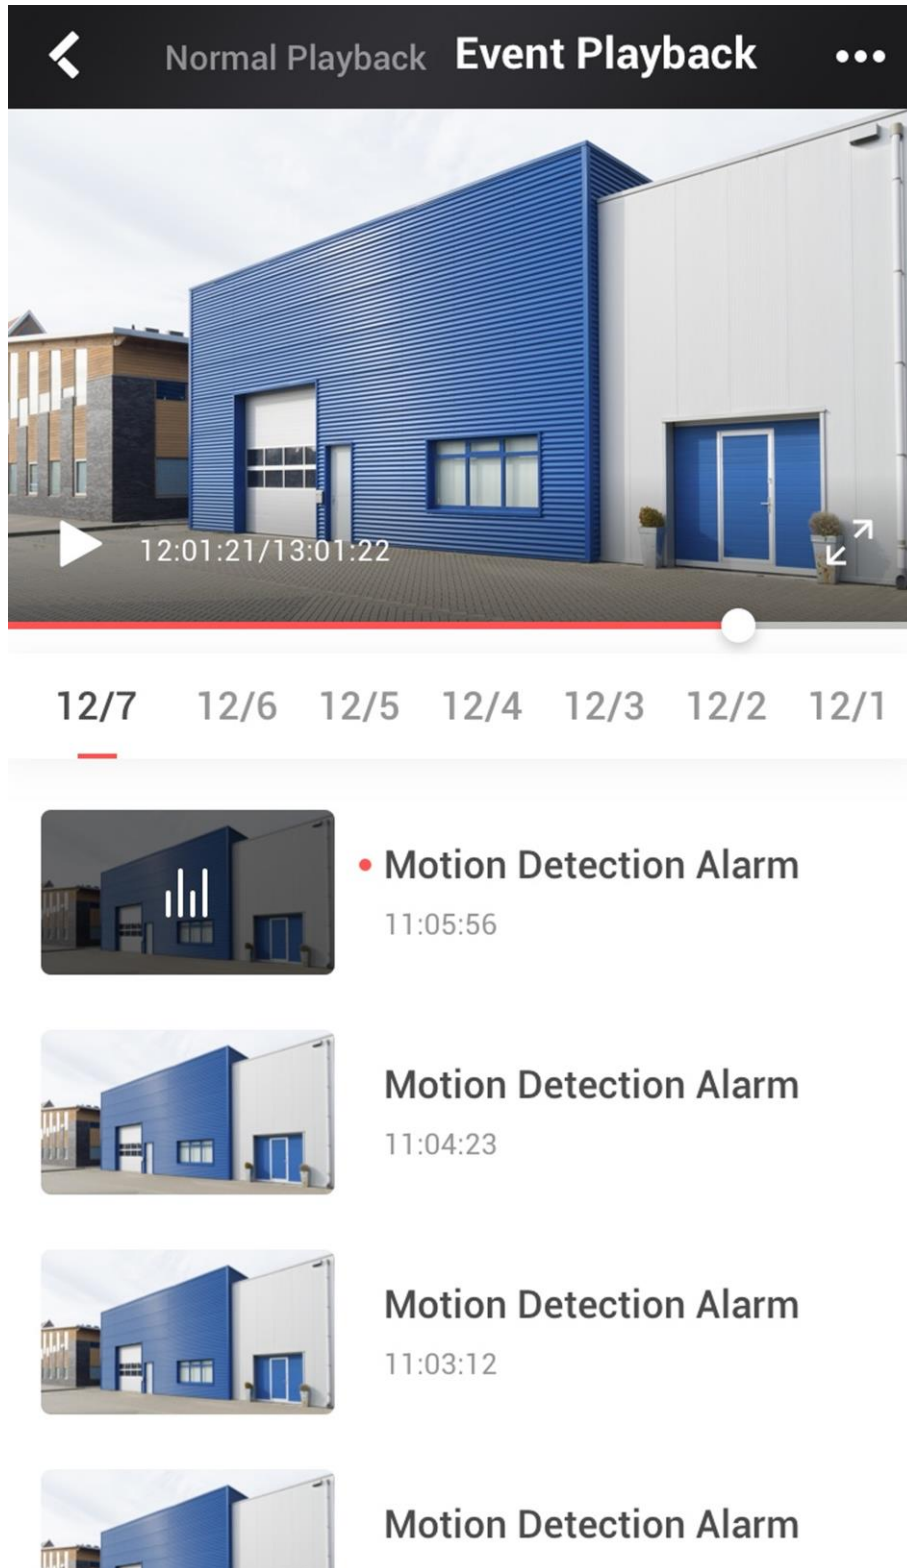 Normal Playback Event Playback
12:01:21/13:01:22
12/7 12/6 12/5 12/4 12/3 12/2 12/1
Motion Detection Alarm
11:05:56
Motion Detection Alarm
11:04:23
Motion Detection Alarm
11:03:12
Motion Detection Alarm